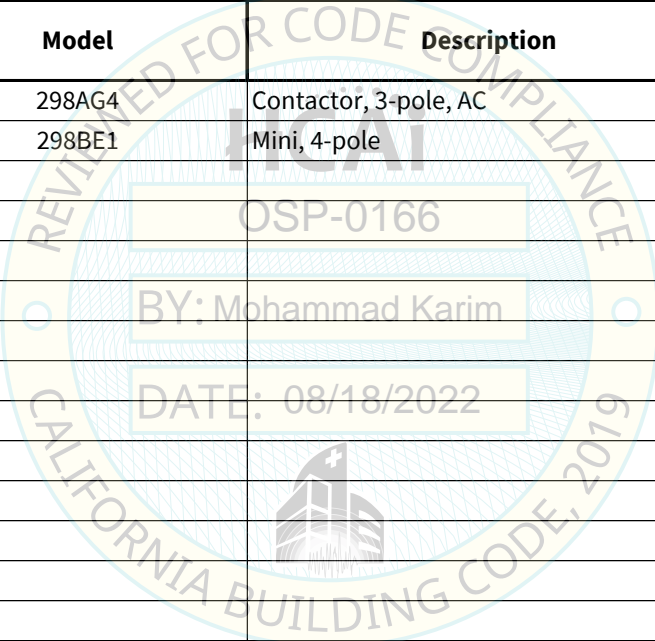 Model Description
298AG4 Contactor, 3-pole, AC
298BE1 Mini, 4-pole
REVIEWED FOR CODE COMPLIANCE
HCAi
OSP-0166
BY: Mohammad Karim
DATE: 08/18/2022
CALIFORNIA BUILDING CODE, 2019